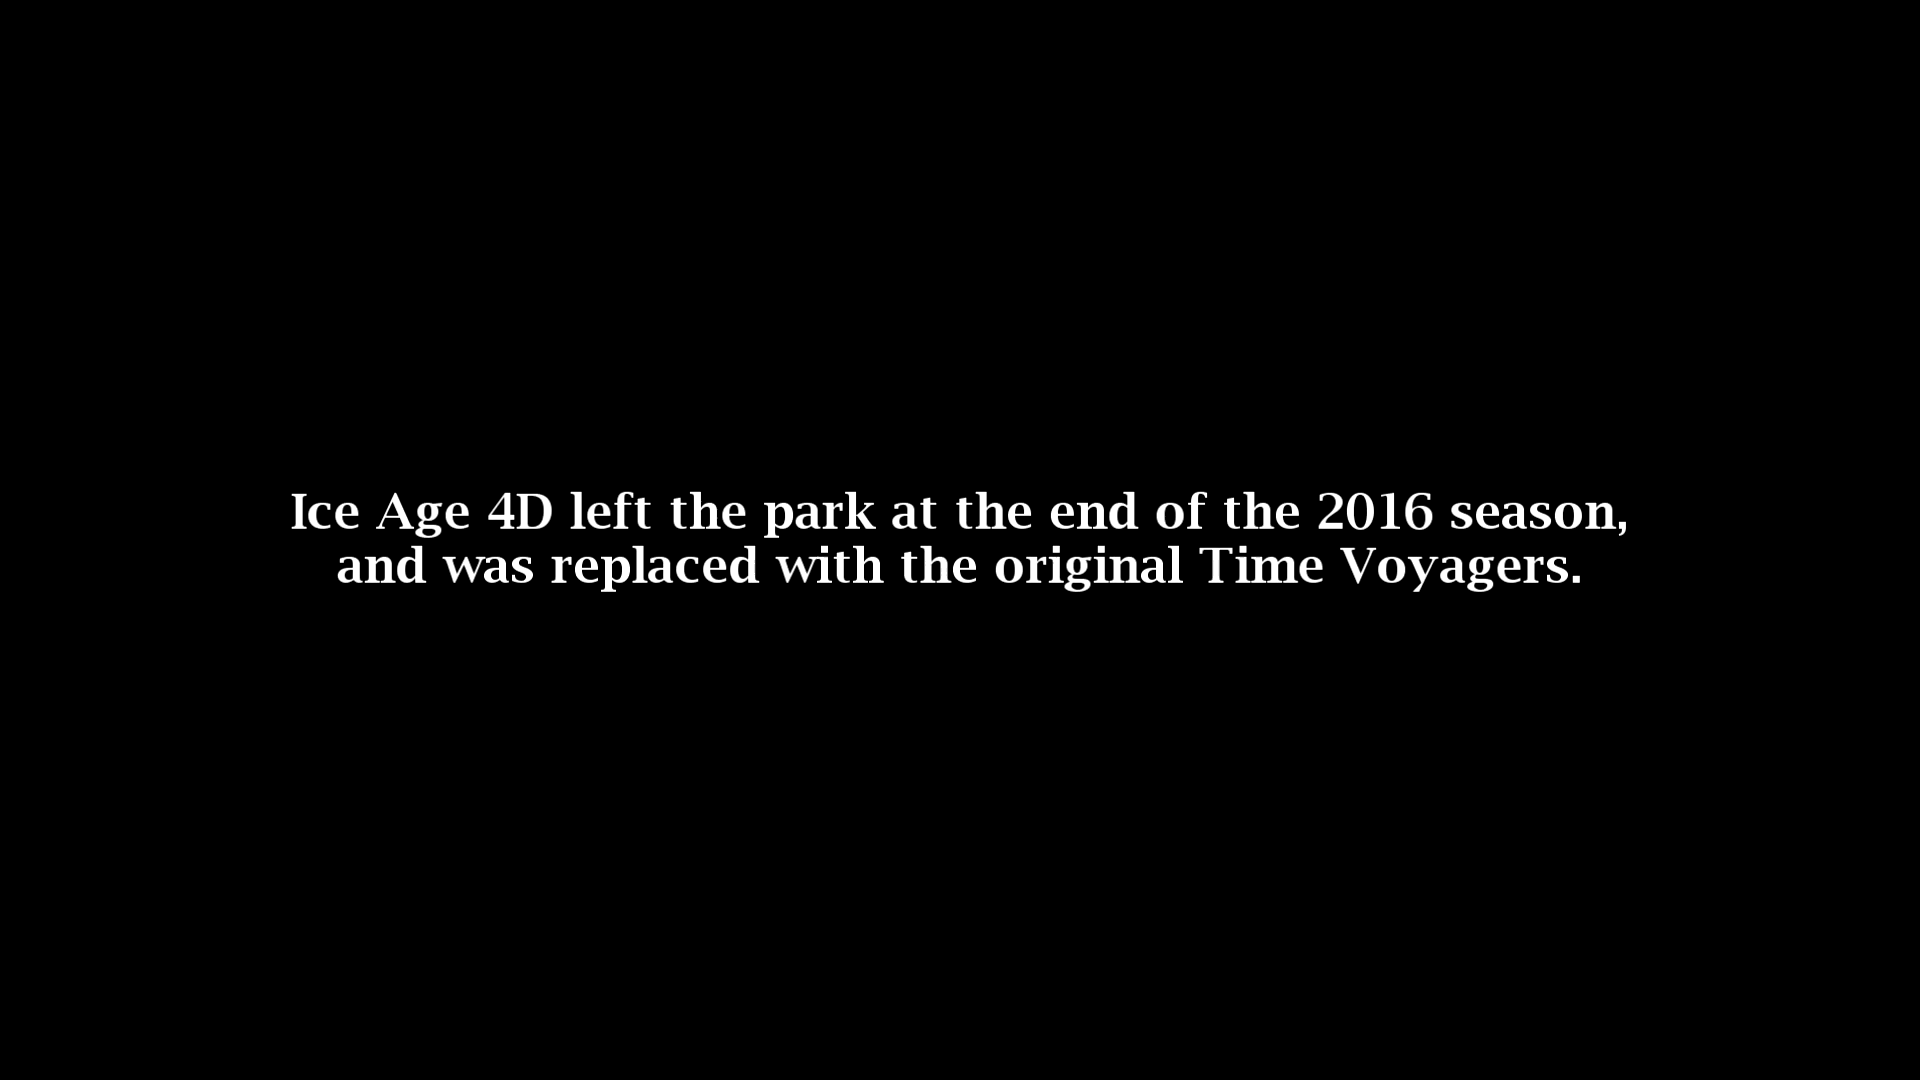 Ice Age 4D left the park at the end of the 2016 season,
and was replaced with the original Time Voyagers.